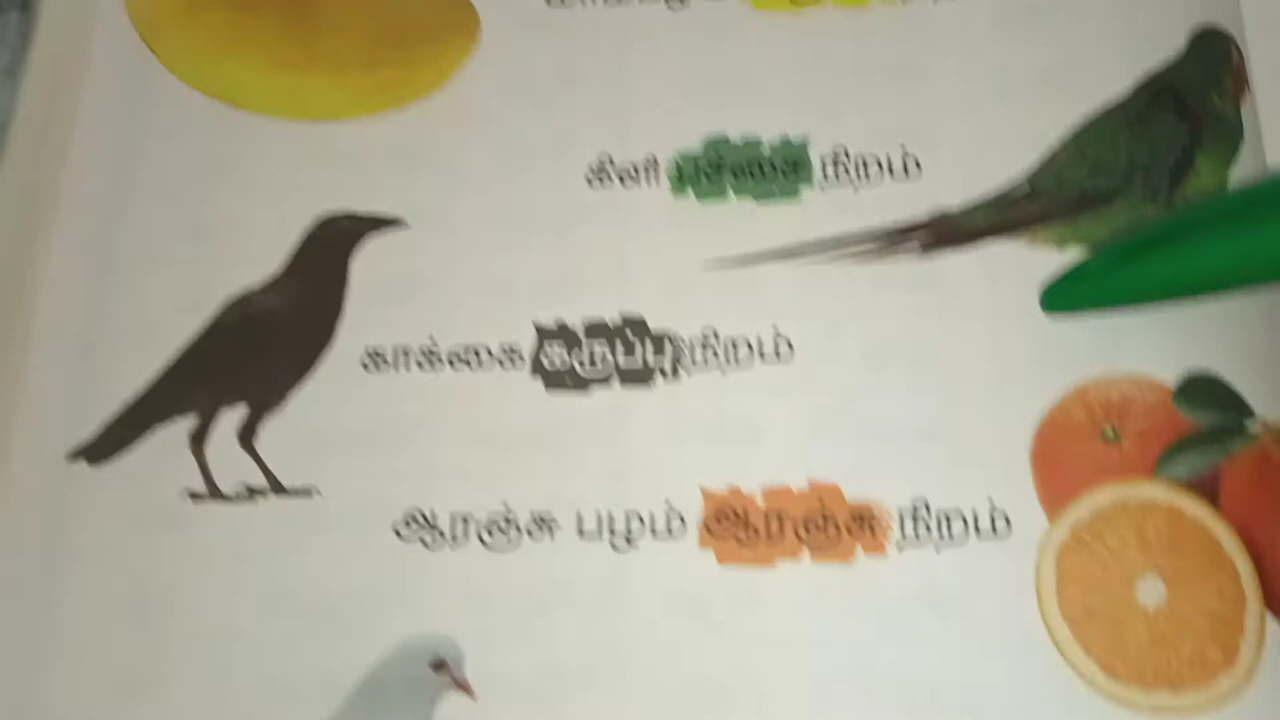 கிளி பச்சை நிறம்
காக்கை கருப்பு நிறம்
ஆரஞ்சு பழம் ஆரஞ்சு நிறம்